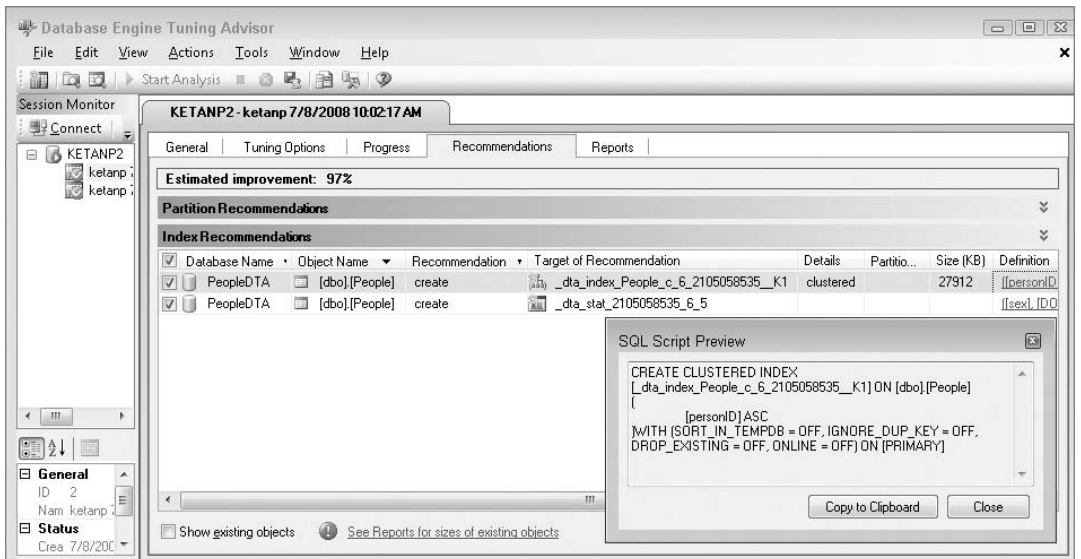 Database Engine Tuning Advisor
File Edit View Actions Tools Window Help
Start Analysis
Session Monitor
Connect
KETANP2
ketanp 7
ketanp 7
KETANP2 - ketanp 7/8/2008 10:02:17 AM
General Tuning Options Progress Recommendations Reports
Estimated improvement: 97%
Partition Recommendations
Index Recommendations
Database Name Object Name Recommendation Target of Recommendation Details Partitio... Size (KB) Definition
PeopleDTA [dbo].[People] create _dta_index_People_c_6_2105058535__K1 clustered 27912 ([personID
PeopleDTA [dbo].[People] create _dta_stat_2105058535_6_5 ([sex], [DO
SQL Script Preview
CREATE CLUSTERED INDEX
[_dta_index_People_c_6_2105058535__K1] ON [dbo].[People]
(
[personID] ASC
)WITH (SORT_IN_TEMPDB = OFF, IGNORE_DUP_KEY = OFF,
DROP_EXISTING = OFF, ONLINE = OFF) ON [PRIMARY]
Copy to Clipboard Close
General
ID 2
Nam ketanp 7
Status
Crea 7/8/200
Show existing objects See Reports for sizes of existing objects